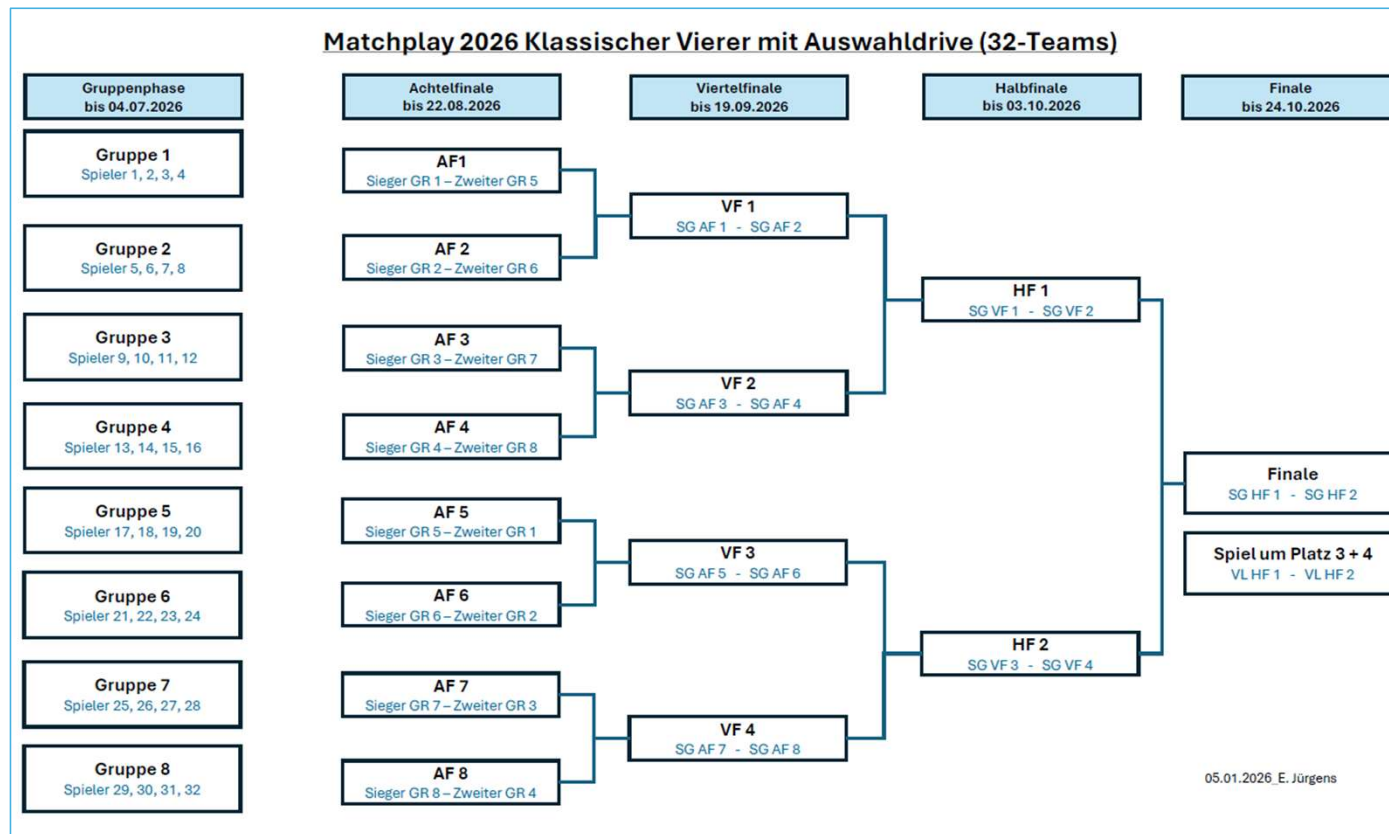 Matchplay 2026 Klassischer Vierer mit Auswahldrive (32-Teams)
Gruppenphase
bis 04.07.2026
Achtelfinale
bis 22.08.2026
Viertelfinale
bis 19.09.2026
Halbfinale
bis 03.10.2026
Finale
bis 24.10.2026
Gruppe 1
Spieler 1, 2, 3, 4
Gruppe 2
Spieler 5, 6, 7, 8
Gruppe 3
Spieler 9, 10, 11, 12
Gruppe 4
Spieler 13, 14, 15, 16
Gruppe 5
Spieler 17, 18, 19, 20
Gruppe 6
Spieler 21, 22, 23, 24
Gruppe 7
Spieler 25, 26, 27, 28
Gruppe 8
Spieler 29, 30, 31, 32
AF1
Sieger GR 1 – Zweiter GR 5
AF 2
Sieger GR 2 – Zweiter GR 6
AF 3
Sieger GR 3 – Zweiter GR 7
AF 4
Sieger GR 4 – Zweiter GR 8
AF 5
Sieger GR 5 – Zweiter GR 1
AF 6
Sieger GR 6 – Zweiter GR 2
AF 7
Sieger GR 7 – Zweiter GR 3
AF 8
Sieger GR 8 – Zweiter GR 4
VF 1
SG AF 1 - SG AF 2
VF 2
SG AF 3 - SG AF 4
VF 3
SG AF 5 - SG AF 6
VF 4
SG AF 7 - SG AF 8
HF 1
SG VF 1 - SG VF 2
HF 2
SG VF 3 - SG VF 4
Finale
SG HF 1 - SG HF 2
Spiel um Platz 3 + 4
VL HF 1 - VL HF 2
05.01.2026_E. Jürgens